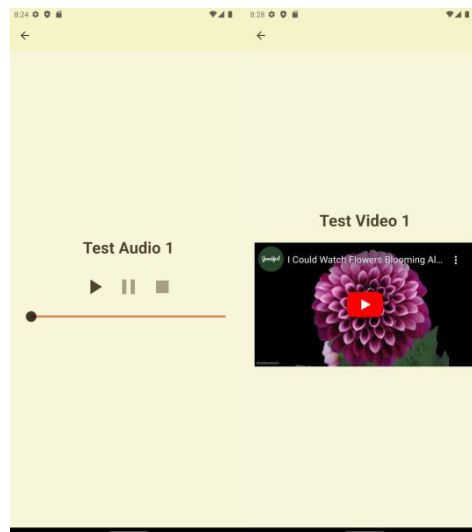 8:24
Test Audio 1
8:28
Test Video 1
I Could Watch Flowers Blooming Al...